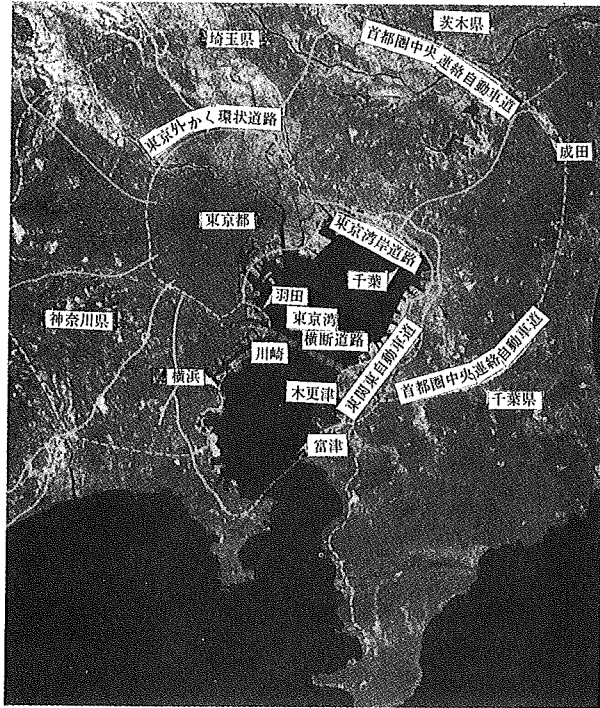 茨木県
埼玉県
首都圏中央連絡自動車道
東京外かく環状道路
成田
東京都
東京湾岸道路
千葉
羽田
東京湾
横断道路
神奈川県
川崎
横浜
木更津
東関東自動車道
首都圏中央連絡自動車道
千葉県
富津